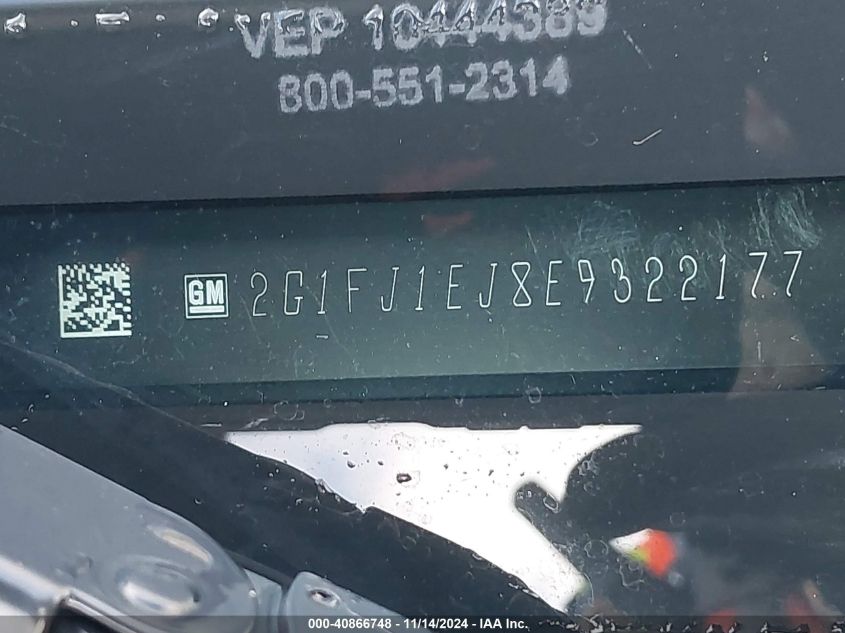 VEP 10444389
800-551-2314
GM 2G1FJ1EJ8E9322177
000-40866748 - 11/14/2024 - IAA Inc.